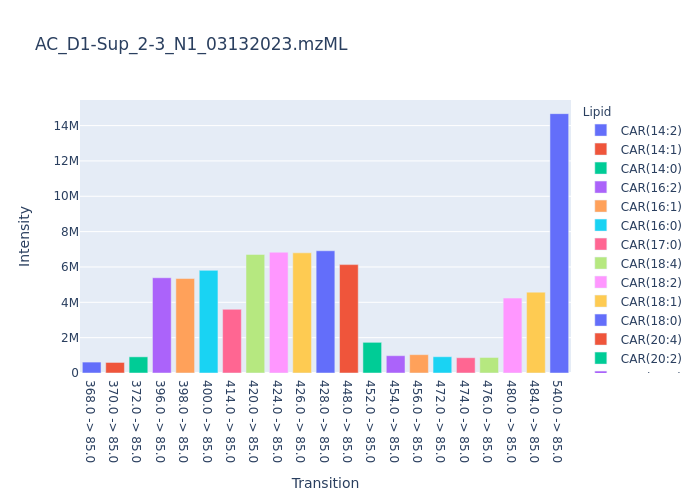 AC_D1-Sup_2-3_N1_03132023.mzML
Intensity
14M
12M
10M
8M
6M
4M
2M
0
368.0 -> 85.0
370.0 -> 85.0
372.0 -> 85.0
396.0 -> 85.0
398.0 -> 85.0
400.0 -> 85.0
414.0 -> 85.0
420.0 -> 85.0
424.0 -> 85.0
426.0 -> 85.0
428.0 -> 85.0
448.0 -> 85.0
452.0 -> 85.0
454.0 -> 85.0
456.0 -> 85.0
472.0 -> 85.0
474.0 -> 85.0
476.0 -> 85.0
480.0 -> 85.0
484.0 -> 85.0
540.0 -> 85.0
Transition
Lipid
CAR(14:2)
CAR(14:1)
CAR(14:0)
CAR(16:2)
CAR(16:1)
CAR(16:0)
CAR(17:0)
CAR(18:4)
CAR(18:2)
CAR(18:1)
CAR(18:0)
CAR(20:4)
CAR(20:2)